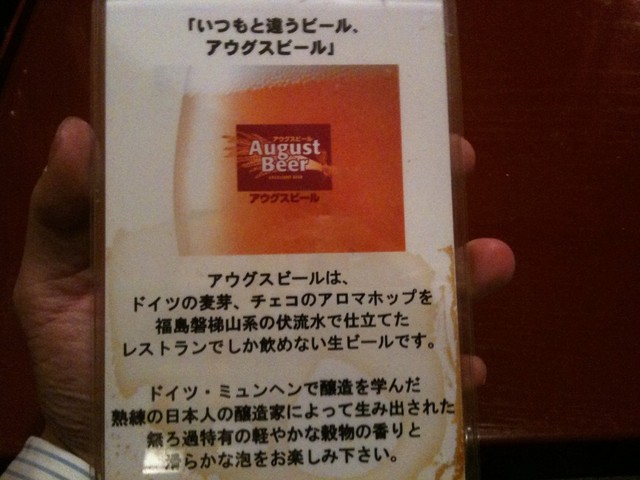 「いつもと違うビール、
アウグスビール」
アウグスビール
August
Beer
アウグスビール
アウグスビールは、
ドイツの麦芽、チェコのアロマホップを
福島磐梯山系の伏流水で仕立てた
レストランでしか飲めない生ビールです。
ドイツ・ミュンヘンで醸造を学んだ
熟練の日本人の醸造家によって生み出された
無ろ過特有の軽やかな穀物の香りと
滑らかな泡をお楽しみ下さい。